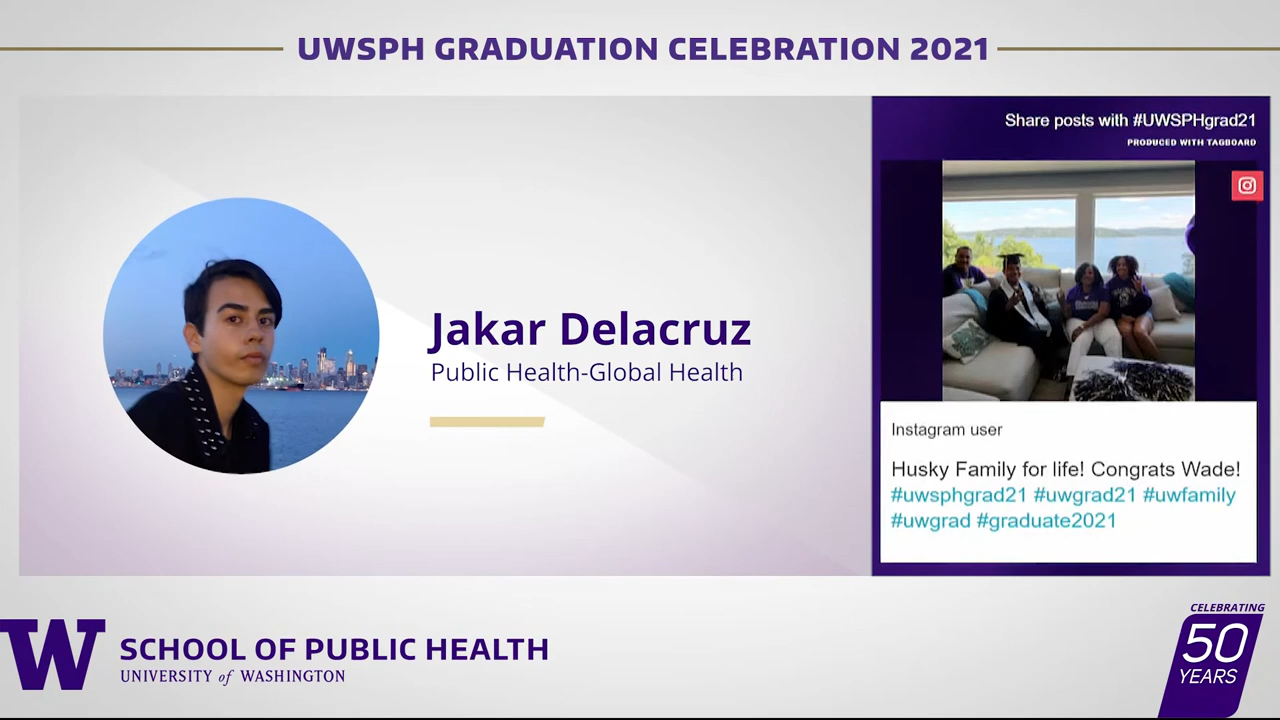 UWSPH GRADUATION CELEBRATION 2021
Jakar Delacruz
Public Health-Global Health
Share posts with #UWSPHgrad21
PRODUCED WITH TAGBOARD
Instagram user
Husky Family for life! Congrats Wade!
#uwsphgrad21 #uwgrad21 #uwfamily
#uwgrad #graduate2021
W
SCHOOL OF PUBLIC HEALTH
UNIVERSITY of WASHINGTON
CELEBRATING
50
YEARS